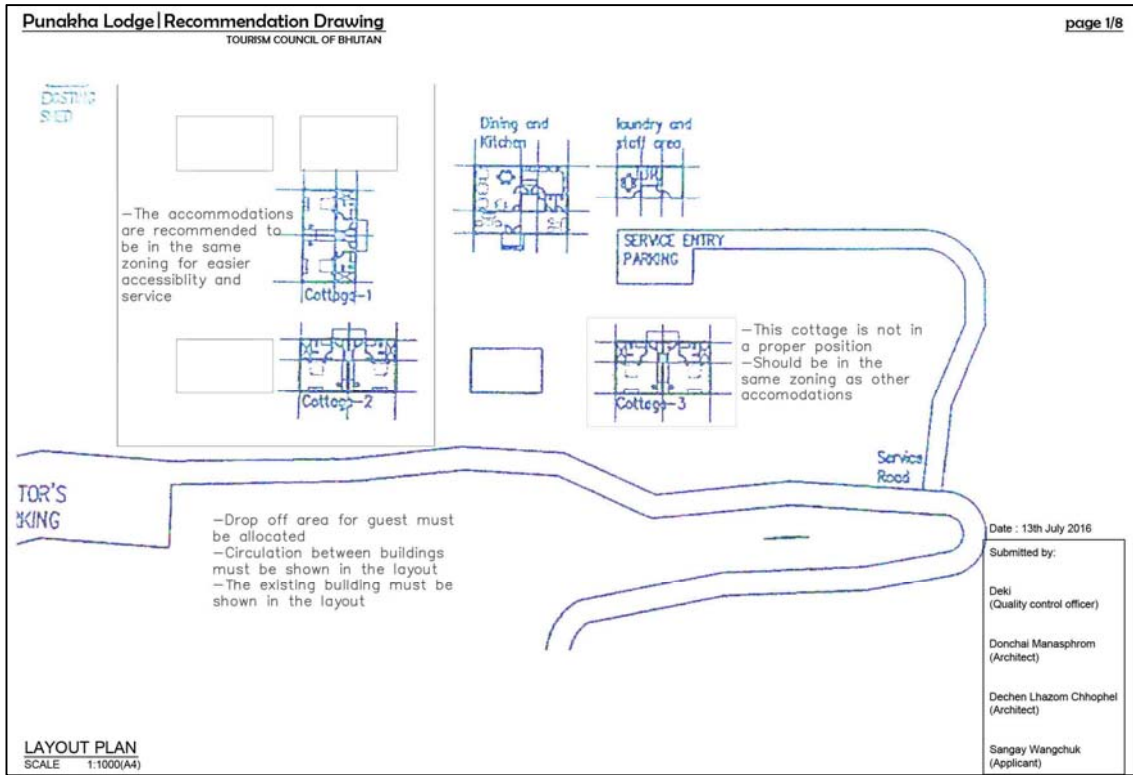 Punakha Lodge|Recommendation Drawing
TOURISM COUNCIL OF BHUTAN
page 1/8
EXISTING
SHED
Dining and
Kitchen
laundry and
staff area
-The accommodations
are recommended to
be in the same
zoning for easier
accessiblity and
service
SERVICE ENTRY
PARKING
Cottage-1
-This cottage is not in
a proper position
-Should be in the
same zoning as other
accomodations
Cottage-2
Cottage-3
Service
Road
TOR'S
KING
-Drop off area for guest must
be allocated
-Circulation between buildings
must be shown in the layout
-The existing building must be
shown in the layout
Date : 13th July 2016
Submitted by:
Deki
(Quality control officer)
Donchai Manasphrom
(Architect)
Dechen Lhazom Chhophel
(Architect)
Sangay Wangchuk
(Applicant)
LAYOUT PLAN
SCALE 1:1000(A4)